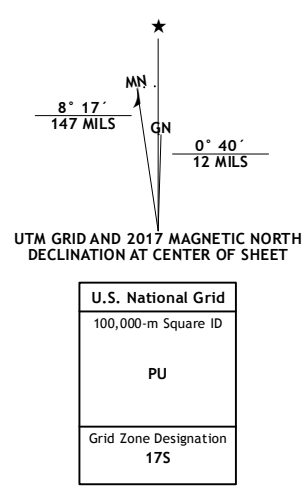 ★
MN
8° 17´
147 MILS
GN
0° 40´
12 MILS
UTM GRID AND 2017 MAGNETIC NORTH
DECLINATION AT CENTER OF SHEET
U.S. National Grid
100,000-m Square ID
PU
Grid Zone Designation
17S